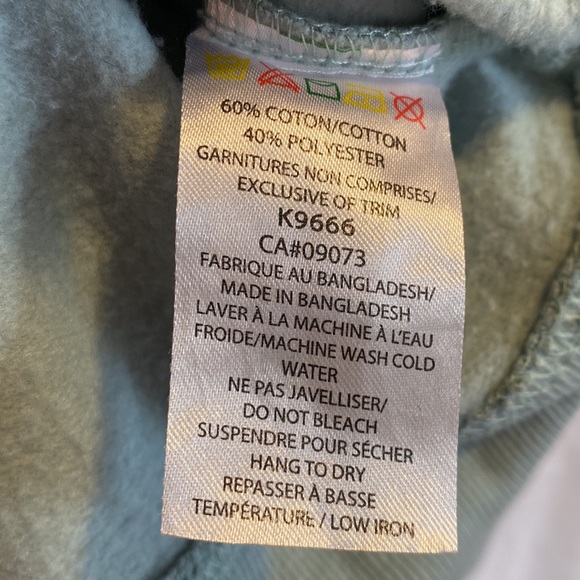 60% COTON/COTTON
40% POLYESTER
GARNITURES NON COMPRISES/
EXCLUSIVE OF TRIM
K9666
CA#09073
FABRIQUE AU BANGLADESH/
MADE IN BANGLADESH
LAVER À LA MACHINE À L'EAU
FROIDE/MACHINE WASH COLD
WATER
NE PAS JAVELLISER/
DO NOT BLEACH
SUSPENDRE POUR SÉCHER
HANG TO DRY
REPASSER À BASSE
TEMPÉRATURE / LOW IRON